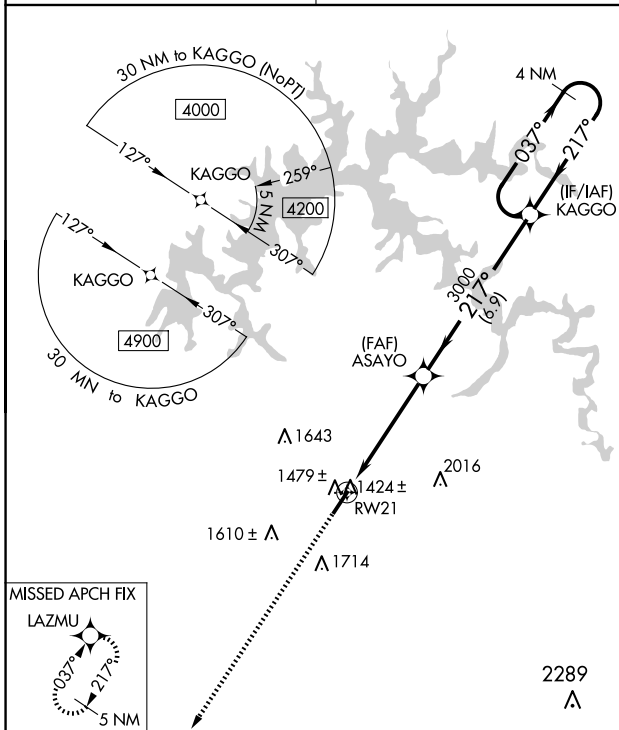 30 NM to KAGGO (NoPT)
4000
127°
KAGGO
259°
5 NM
4200
307°
4 NM
037°
217°
(IF/IAF)
KAGGO
127°
KAGGO
307°
4900
30 MN to KAGGO
3000
217°
(6.9)
(FAF)
ASAYO
1643
1479 ±
1424 ±
2016
RW21
1610 ±
1714
MISSED APCH FIX
LAZMU
037°
217°
5 NM
2289